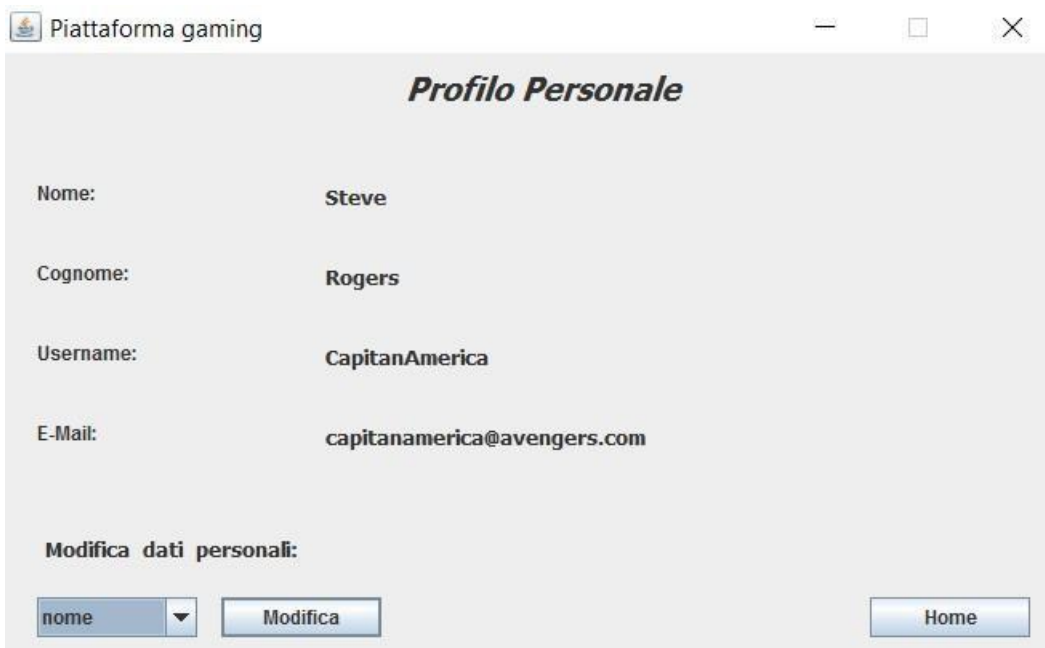 Piattaforma gaming
Profilo Personale
Nome: Steve
Cognome: Rogers
Username: CapitanAmerica
E-Mail: capitanamerica@avengers.com
Modifica dati personali:
nome Modifica Home